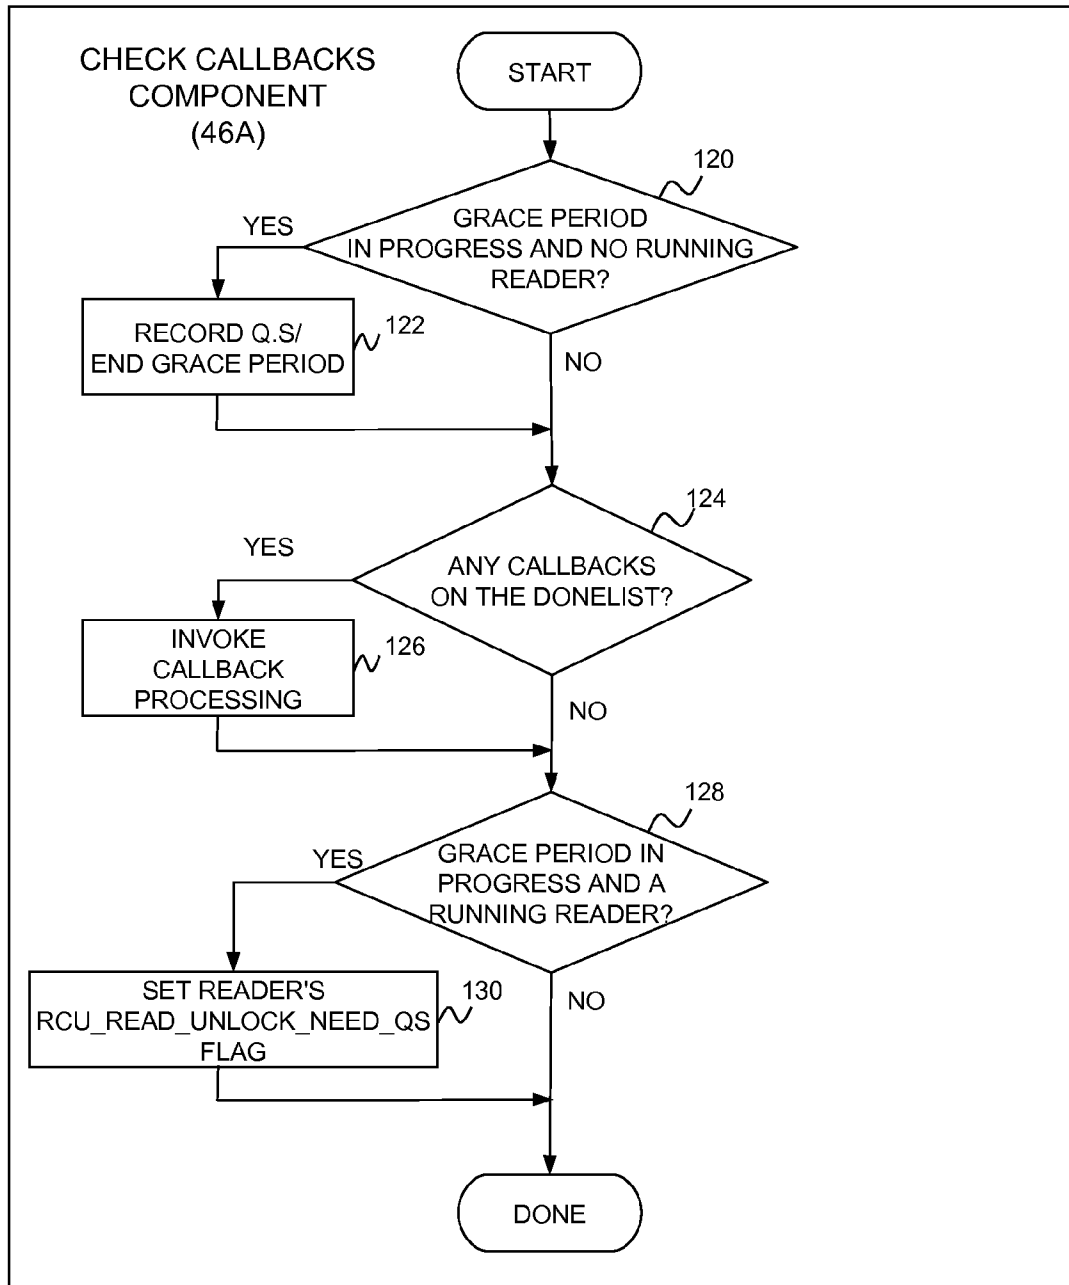 CHECK CALLBACKS
COMPONENT
(46A)
START
120
GRACE PERIOD
IN PROGRESS AND NO RUNNING
READER?
YES
NO
RECORD Q.S/
END GRACE PERIOD
122
124
ANY CALLBACKS
ON THE DONELIST?
YES
NO
INVOKE
CALLBACK
PROCESSING
126
128
GRACE PERIOD IN
PROGRESS AND A
RUNNING READER?
YES
NO
SET READER'S
RCU_READ_UNLOCK_NEED_QS
FLAG
130
DONE